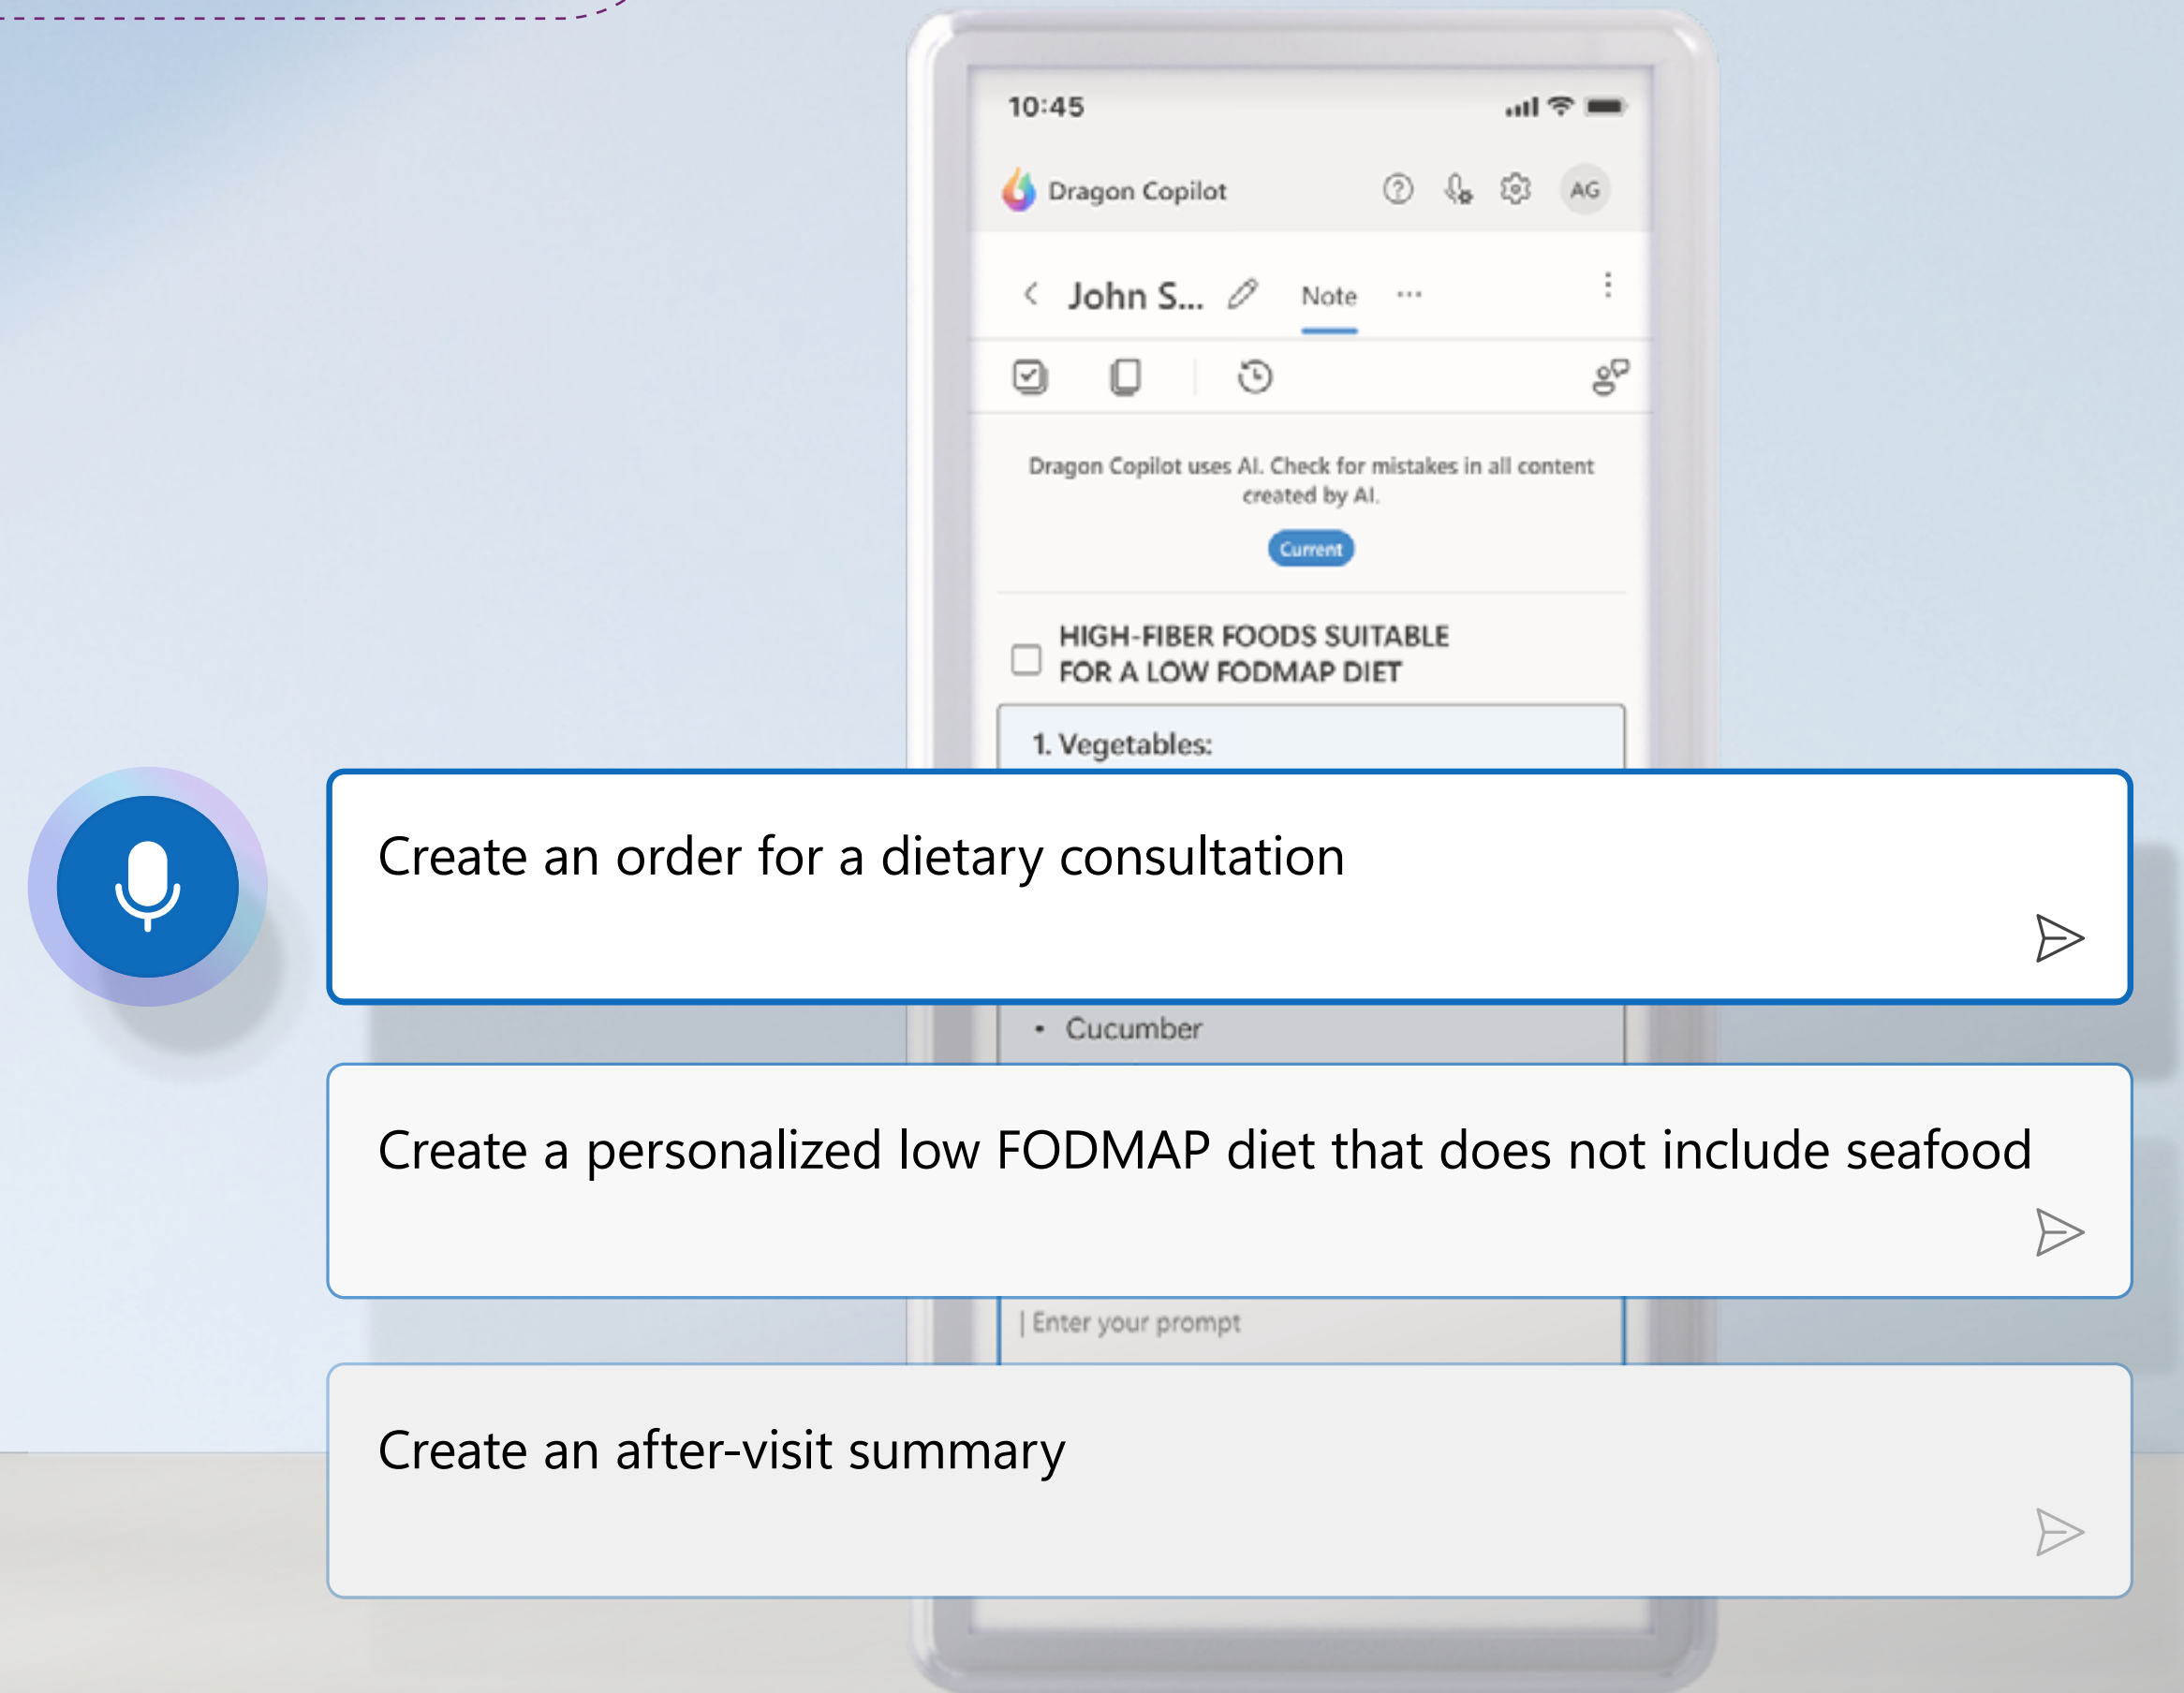 10:45
Dragon Copilot
AG
John S...
Note
Dragon Copilot uses AI. Check for mistakes in all content
created by AI.
Current
HIGH-FIBER FOODS SUITABLE
FOR A LOW FODMAP DIET
1. Vegetables:
Create an order for a dietary consultation
• Cucumber
Create a personalized low FODMAP diet that does not include seafood
Enter your prompt
Create an after-visit summary